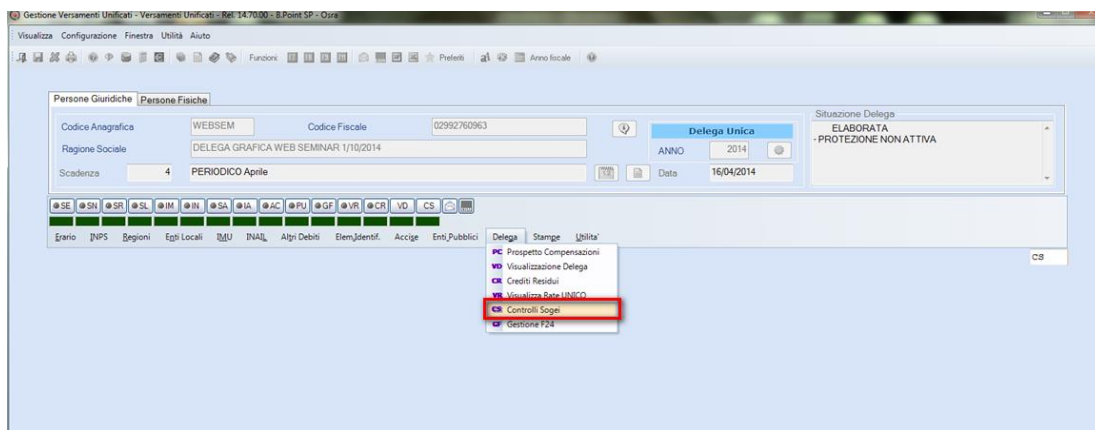 Gestione Versamenti Unificati - Versamenti Unificati - Rel. 14.70.00 - B.Point SP - Osra
Visualizza Configurazione Finestra Utilità Aiuto
Funzioni Preferiti al Anno fiscale
Persone Giuridiche Persone Fisiche
Situazione Delega
Codice Anagrafica WEBSEM Codice Fiscale 02992760963 Delega Unica ELABORATA
Ragione Sociale DELEGA GRAFICA WEB SEMINAR 1/10/2014 ANNO 2014 - PROTEZIONE NON ATTIVA
Scadenza 4 PERIODICO Aprile Data 16/04/2014
SE SN SR SL IM IN SA IA AC PU GF VR CR VD CS
Erario INPS Regioni Enti Locali IMU INAIL Altri Debiti Elem.Identif. Accise Enti Pubblici Delega Stampe Utilita'
PC Prospetto Compensazioni
CS
VD Visualizzazione Delega
CR Crediti Residui
VR Visualizza Rate UNICO
CS Controlli Sogei
GF Gestione F24